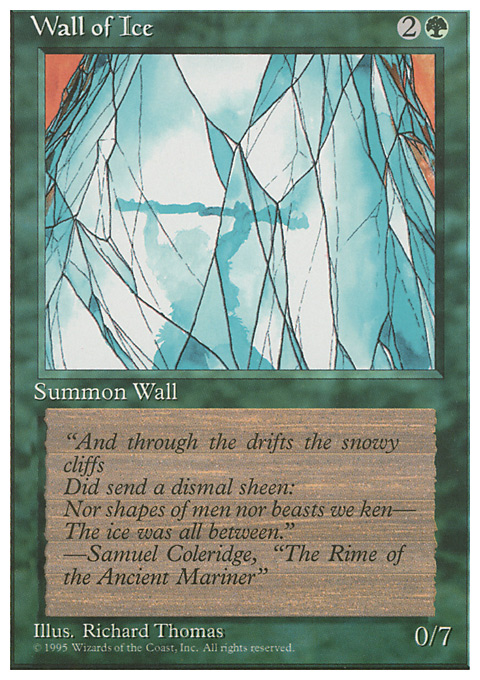 Wall of Ice 2
Summon Wall
“And through the drifts the snowy
cliffs
Did send a dismal sheen:
Nor shapes of men nor beasts we ken—
The ice was all between.”
—Samuel Coleridge, “The Rime of
the Ancient Mariner”
Illus. Richard Thomas
© 1995 Wizards of the Coast, Inc. All rights reserved.
0/7